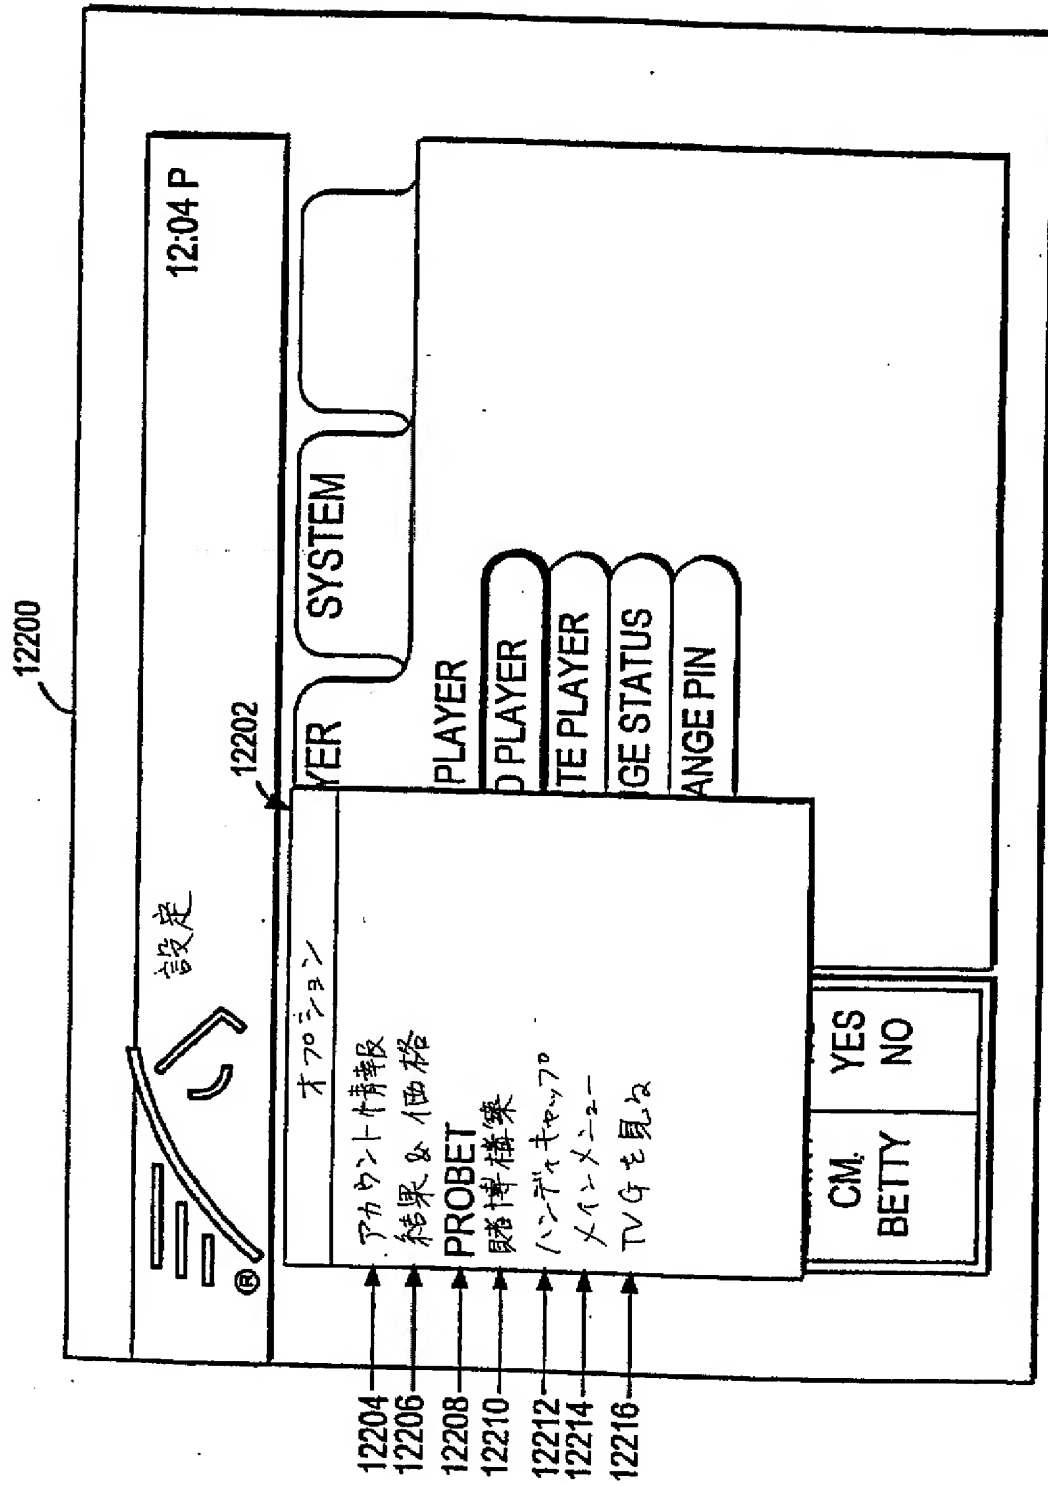 12200
設定
12:04 P
®
12202
オプション
12204
アカウント情報
12206
結果 & 価格
12208
PROBET
12210
賭博構築
12212
ハンディキャップ
12214
メインメニュー
12216
TVGを見る
YER
SYSTEM
PLAYER
D PLAYER
TE PLAYER
GE STATUS
ANGE PIN
CM. YES
BETTY NO